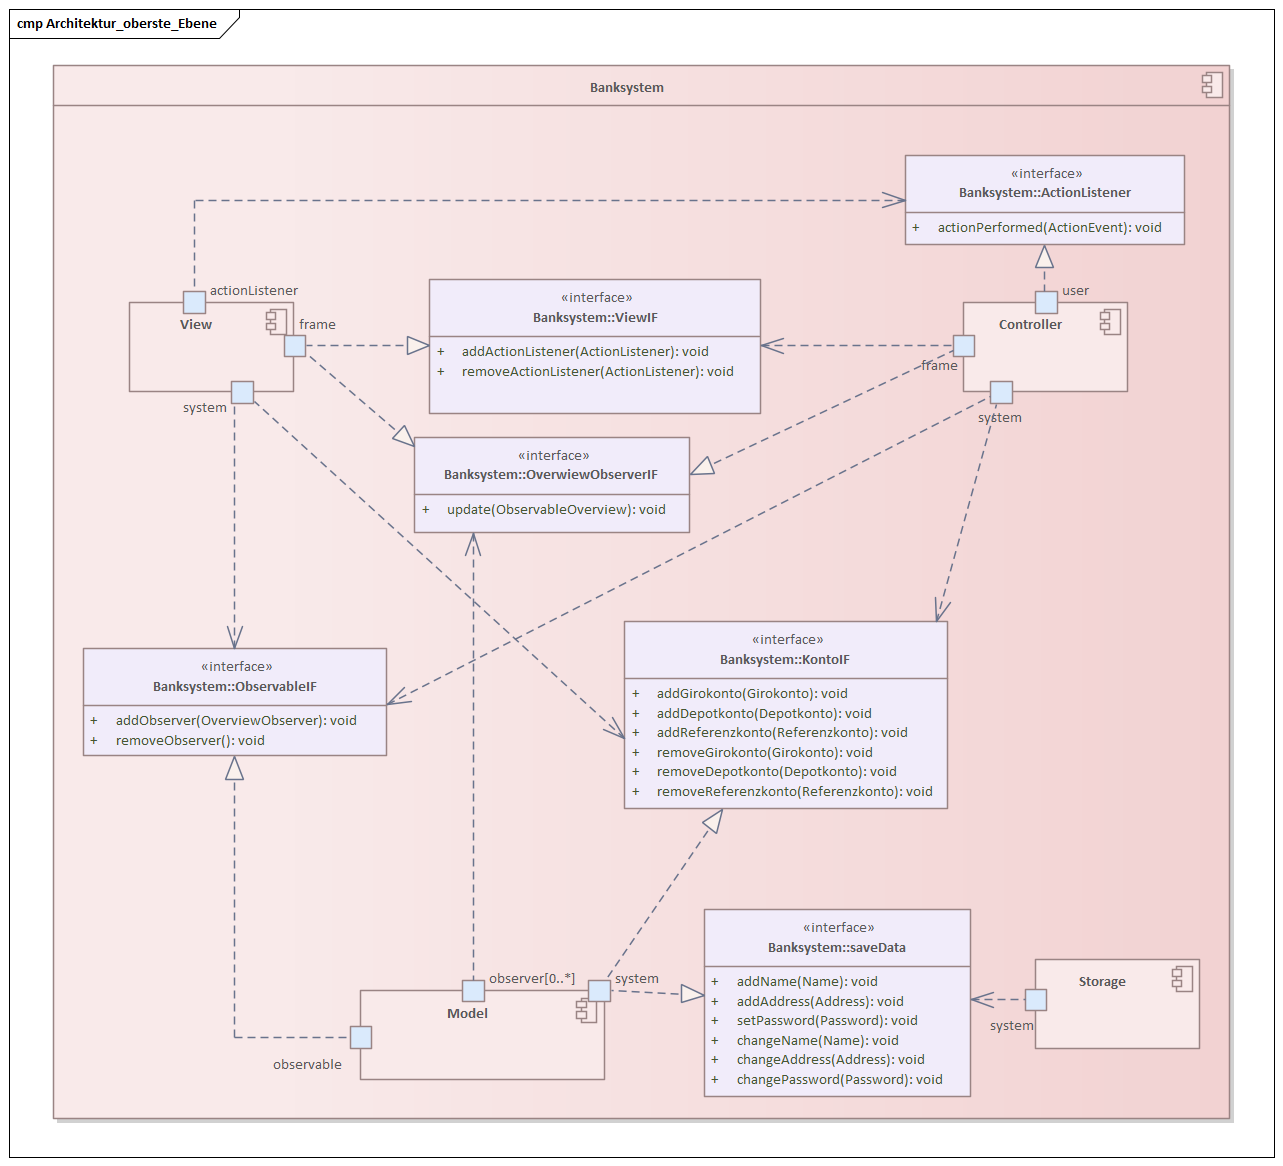 cmp Architektur_oberste_Ebene
Banksystem
«interface»
Banksystem::ActionListener
+ actionPerformed(ActionEvent): void
actionListener
user
View
frame
«interface»
Banksystem::ViewIF
+ addActionListener(ActionListener): void
+ removeActionListener(ActionListener): void
Controller
frame
system
system
«interface»
Banksystem::OverwiewObserverIF
+ update(ObservableOverview): void
«interface»
Banksystem::ObservableIF
+ addObserver(OverviewObserver): void
+ removeObserver(): void
«interface»
Banksystem::KontoIF
+ addGirokonto(Girokonto): void
+ addDepotkonto(Depotkonto): void
+ addReferenzkonto(Referenzkonto): void
+ removeGirokonto(Girokonto): void
+ removeDepotkonto(Depotkonto): void
+ removeReferenzkonto(Referenzkonto): void
observer[0..*]
system
Model
observable
«interface»
Banksystem::saveData
+ addName(Name): void
+ addAddress(Address): void
+ setPassword(Password): void
+ changeName(Name): void
+ changeAddress(Address): void
+ changePassword(Password): void
Storage
system